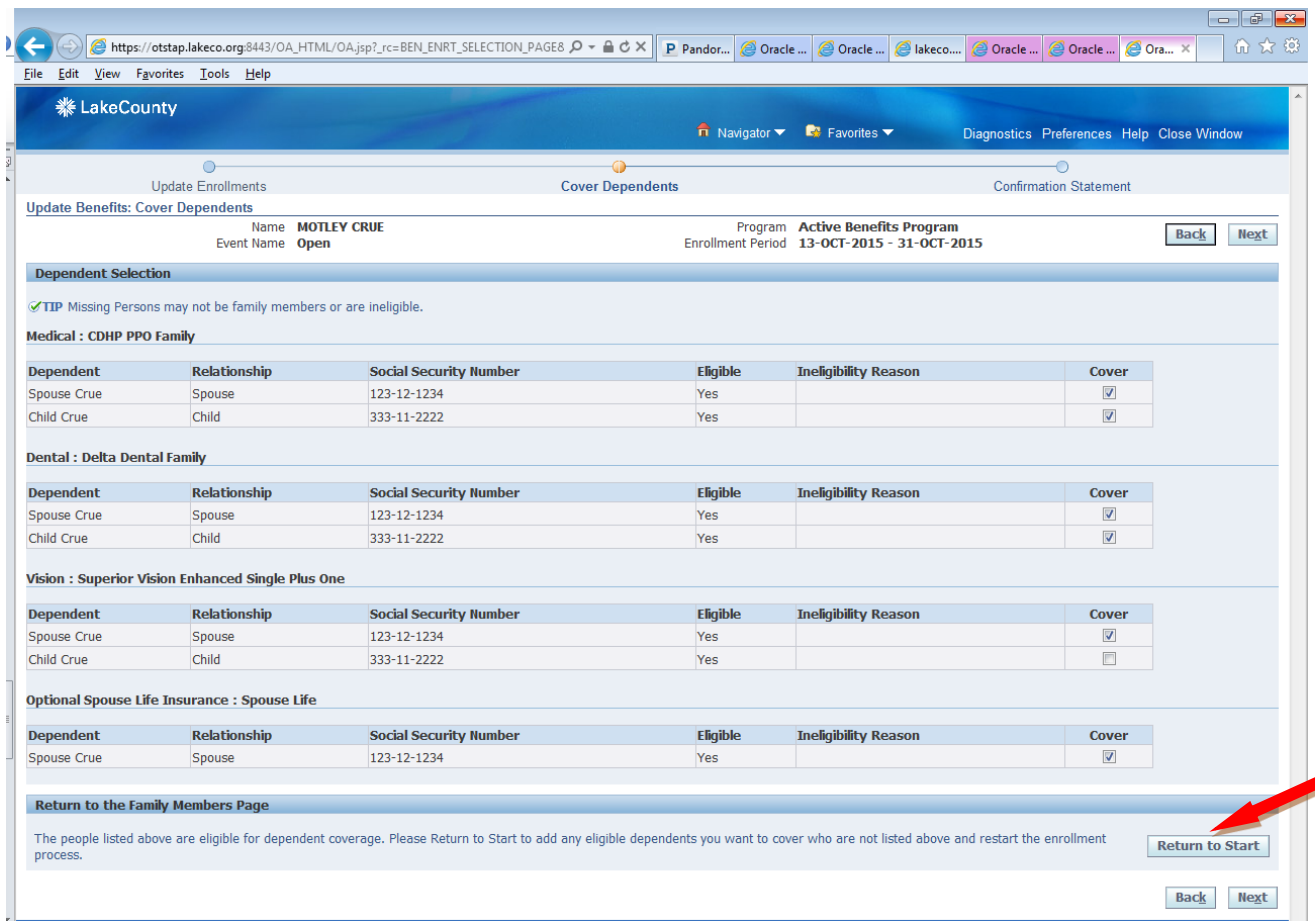 https://otstap.lakeco.org:8443/OA_HTML/OA.jsp?_rc=BEN_ENRT_SELECTION_PAGE& Pandor... Oracle ... Oracle ... lakeco.... Oracle ... Oracle ... Ora...
File Edit View Favorites Tools Help
LakeCounty
Navigator Favorites Diagnostics Preferences Help Close Window
Update Enrollments Cover Dependents Confirmation Statement
Update Benefits: Cover Dependents
Name MOTLEY CRUE Program Active Benefits Program
Event Name Open Enrollment Period 13-OCT-2015 - 31-OCT-2015
Back Next
Dependent Selection
TIP Missing Persons may not be family members or are ineligible.
Medical : CDHP PPO Family
Dependent Relationship Social Security Number Eligible Ineligibility Reason Cover
Spouse Crue Spouse 123-12-1234 Yes
Child Crue Child 333-11-2222 Yes
Dental : Delta Dental Family
Dependent Relationship Social Security Number Eligible Ineligibility Reason Cover
Spouse Crue Spouse 123-12-1234 Yes
Child Crue Child 333-11-2222 Yes
Vision : Superior Vision Enhanced Single Plus One
Dependent Relationship Social Security Number Eligible Ineligibility Reason Cover
Spouse Crue Spouse 123-12-1234 Yes
Child Crue Child 333-11-2222 Yes
Optional Spouse Life Insurance : Spouse Life
Dependent Relationship Social Security Number Eligible Ineligibility Reason Cover
Spouse Crue Spouse 123-12-1234 Yes
Return to the Family Members Page
The people listed above are eligible for dependent coverage. Please Return to Start to add any eligible dependents you want to cover who are not listed above and restart the enrollment
process.
Return to Start
Back Next